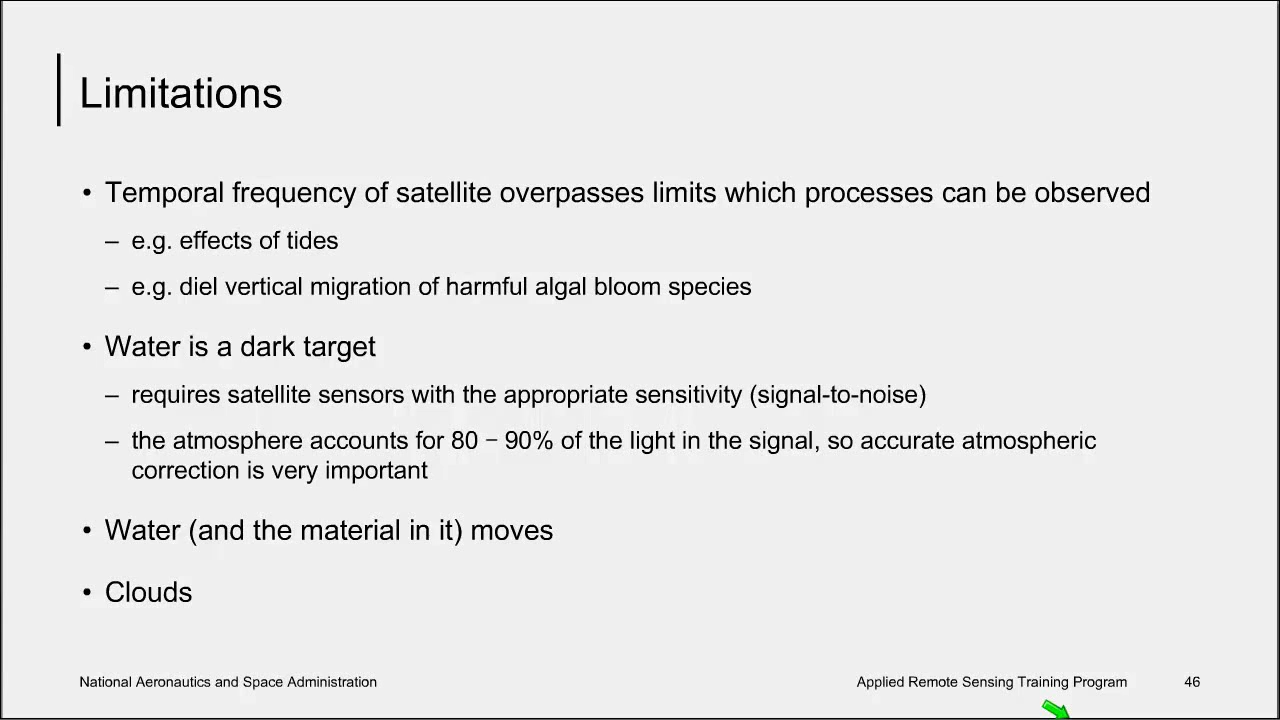 Limitations
• Temporal frequency of satellite overpasses limits which processes can be observed
– e.g. effects of tides
– e.g. diel vertical migration of harmful algal bloom species
• Water is a dark target
– requires satellite sensors with the appropriate sensitivity (signal-to-noise)
– the atmosphere accounts for 80 – 90% of the light in the signal, so accurate atmospheric
correction is very important
• Water (and the material in it) moves
• Clouds
National Aeronautics and Space Administration
Applied Remote Sensing Training Program
46